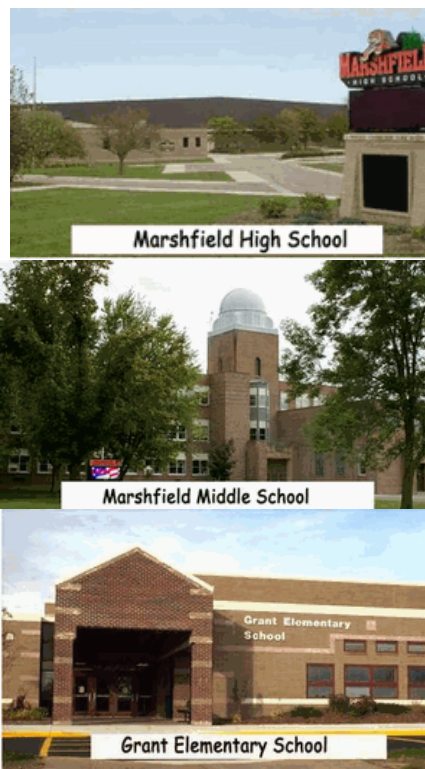 MARSHFIELD
HIGH SCHOOL
Marshfield High School
Marshfield Middle School
Grant Elementary
School
Grant Elementary School